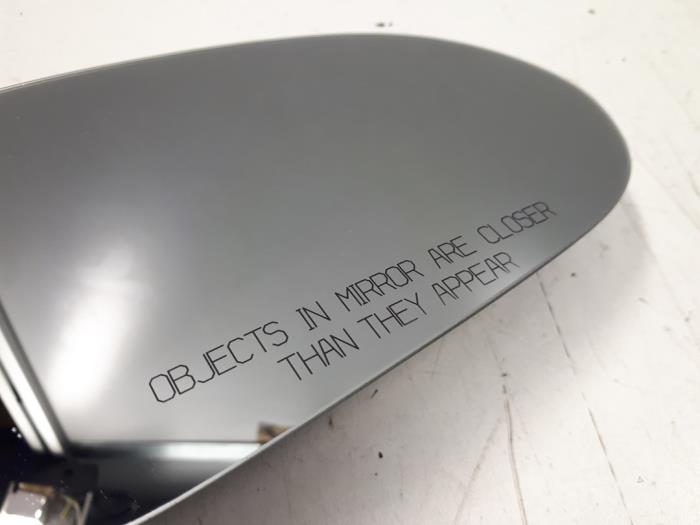 OBJECTS IN MIRROR ARE CLOSER
THAN THEY APPEAR